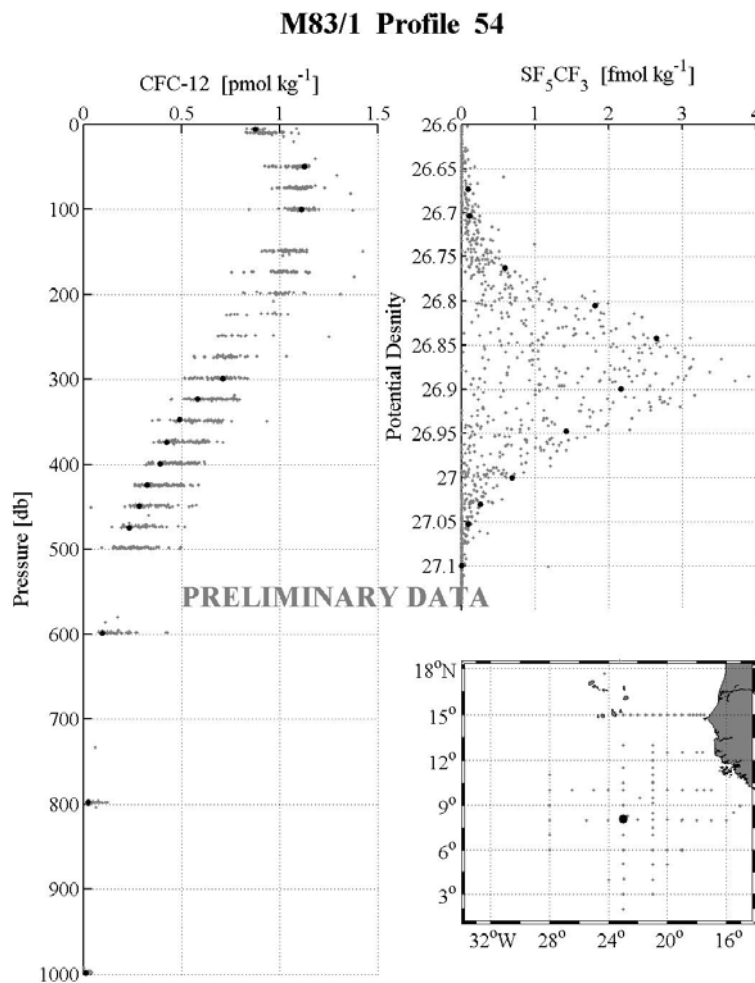 M83/1 Profile 54
CFC-12 [pmol kg⁻¹]
0 0.5 1 1.5
0
100
200
300
400
500
600
700
800
900
1000
Pressure [db]
SF₅CF₃ [fmol kg⁻¹]
0 1 2 3 4
26.6
26.65
26.7
26.75
26.8
26.85
26.9
26.95
27
27.05
27.1
Potential Desnity
PRELIMINARY DATA
18°N
15°
12°
9°
6°
3°
32°W 28° 24° 20° 16°